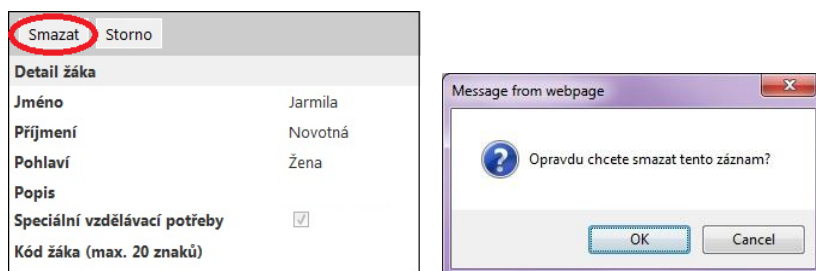 Smazat Storno
Detail žáka
Jméno Jarmila
Příjmení Novotná
Pohlaví Žena
Popis
Speciální vzdělávací potřeby
Kód žáka (max. 20 znaků)
Message from webpage
Opravdu chcete smazat tento záznam?
OK Cancel